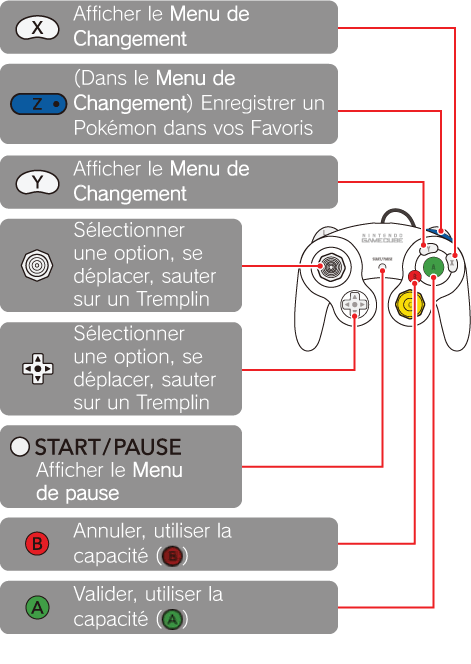 X Afficher le Menu de
Changement
(Dans le Menu de
Z Changement) Enregistrer un
Pokémon dans vos Favoris
Afficher le Menu de
Y Changement
NINTENDO
GAMECUBE
Sélectionner
une option, se
déplacer, sauter
sur un Tremplin
START/PAUSE
Y
X
A
B
C
Sélectionner
une option, se
déplacer, sauter
sur un Tremplin
START/PAUSE
Afficher le Menu
de pause
B Annuler, utiliser la
capacité (B)
A Valider, utiliser la
capacité (A)